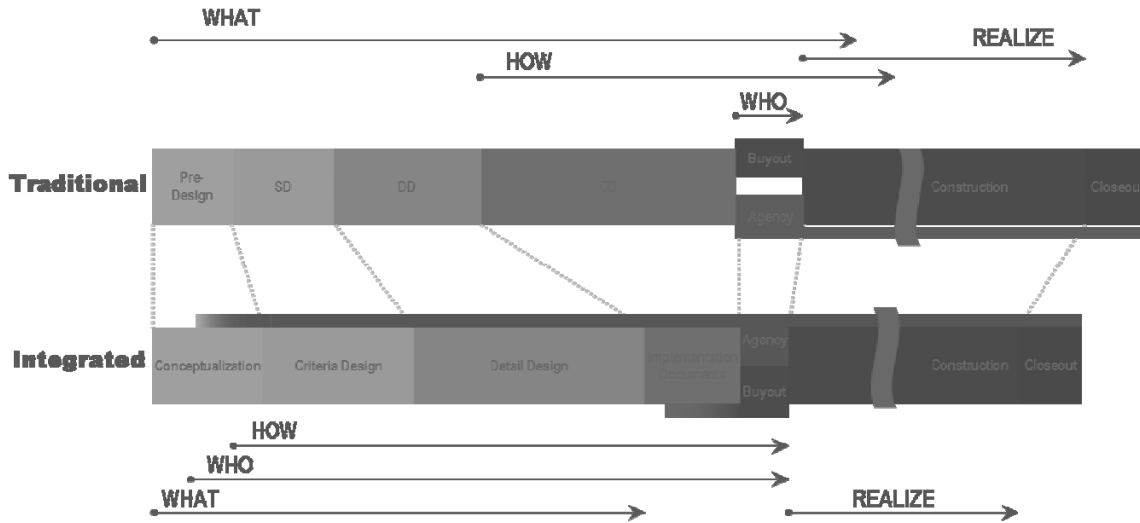 WHAT
REALIZE
HOW
WHO
Traditional
Pre-
Design
SD
DD
CD
Buyout
Agency
Construction
Closeout
Integrated
Conceptualization
Criteria Design
Detail Design
Implementation
Documents
Agency
Buyout
Construction
Closeout
HOW
WHO
WHAT
REALIZE